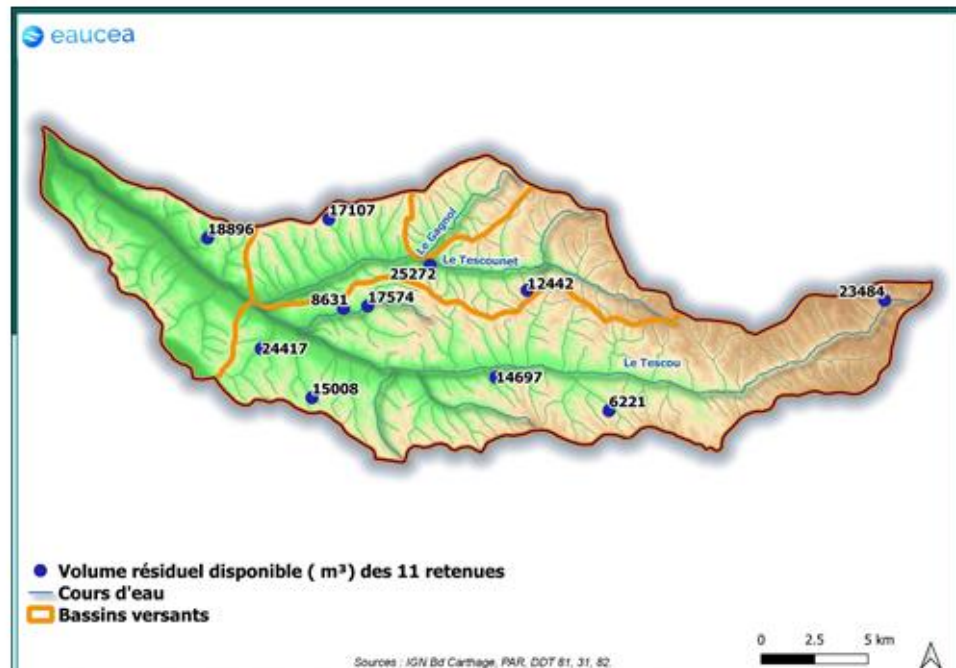 eaucea
17107
18896
Le Gagnol
Le Tescounet
25272
12442
23484
8631
17574
24417
Le Tescou
14697
15008
6221
Volume résiduel disponible ( m³) des 11 retenues
Cours d'eau
Bassins versants
0 2.5 5 km
Sources : IGN Bd Carthage, PAR, DDT 81, 31, 82.